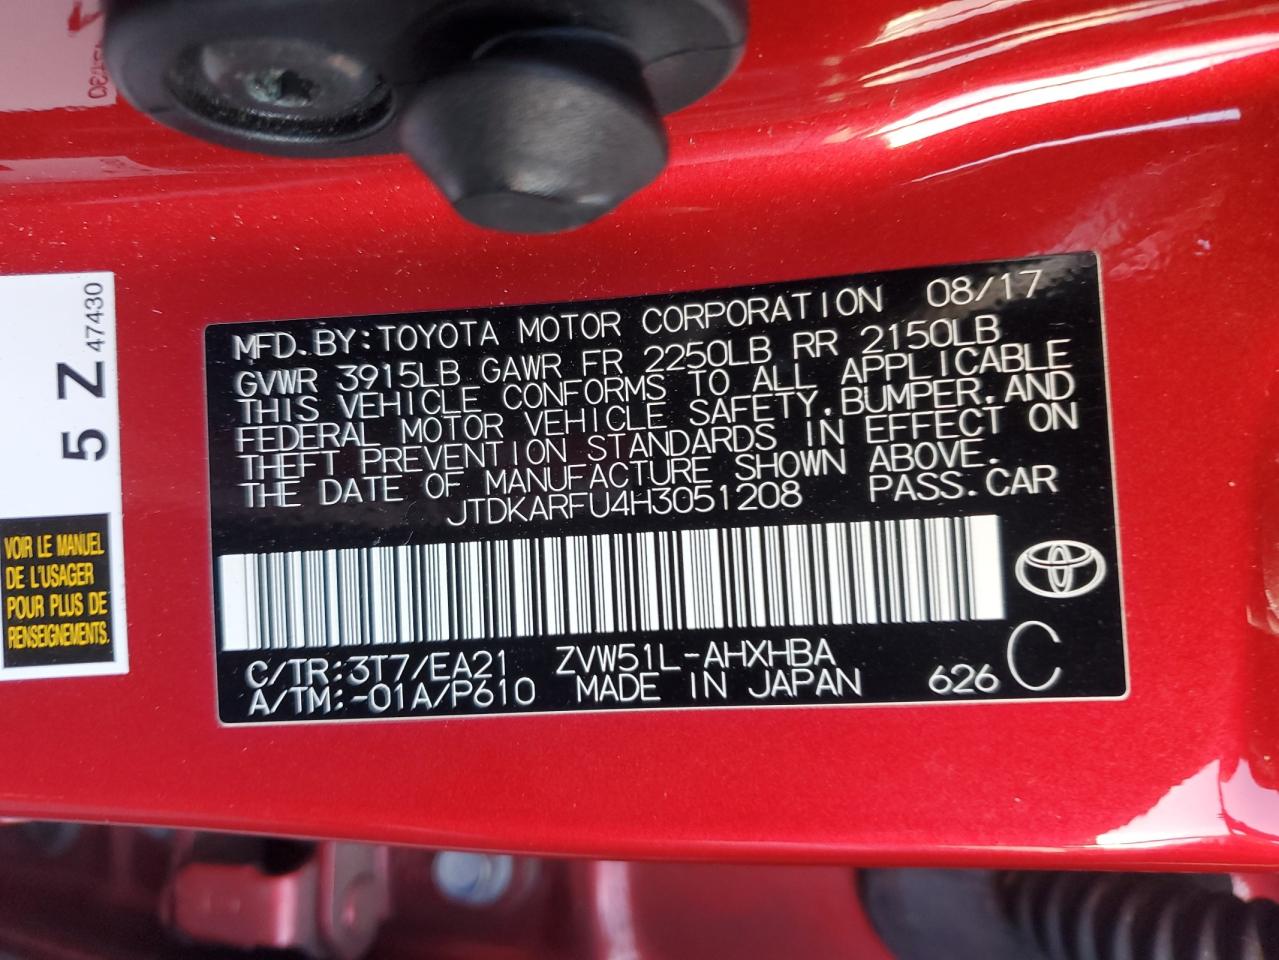 MFD. BY: TOYOTA MOTOR CORPORATION 08/17
GVWR 3915LB GAWR FR 2250LB RR 2150LB
THIS VEHICLE CONFORMS TO ALL APPLICABLE
FEDERAL MOTOR VEHICLE SAFETY, BUMPER, AND
THEFT PREVENTION STANDARDS IN EFFECT ON
THE DATE OF MANUFACTURE SHOWN ABOVE.
JTDKARFU4H3051208 PASS. CAR
C/TR: 3T7/EA21 ZVW51L-AHXHBA
A/TM: -01A/P610 MADE IN JAPAN 626 C
5 Z 47430
VOIR LE MANUEL
DE L'USAGER
POUR PLUS DE
RENSEIGNEMENTS.